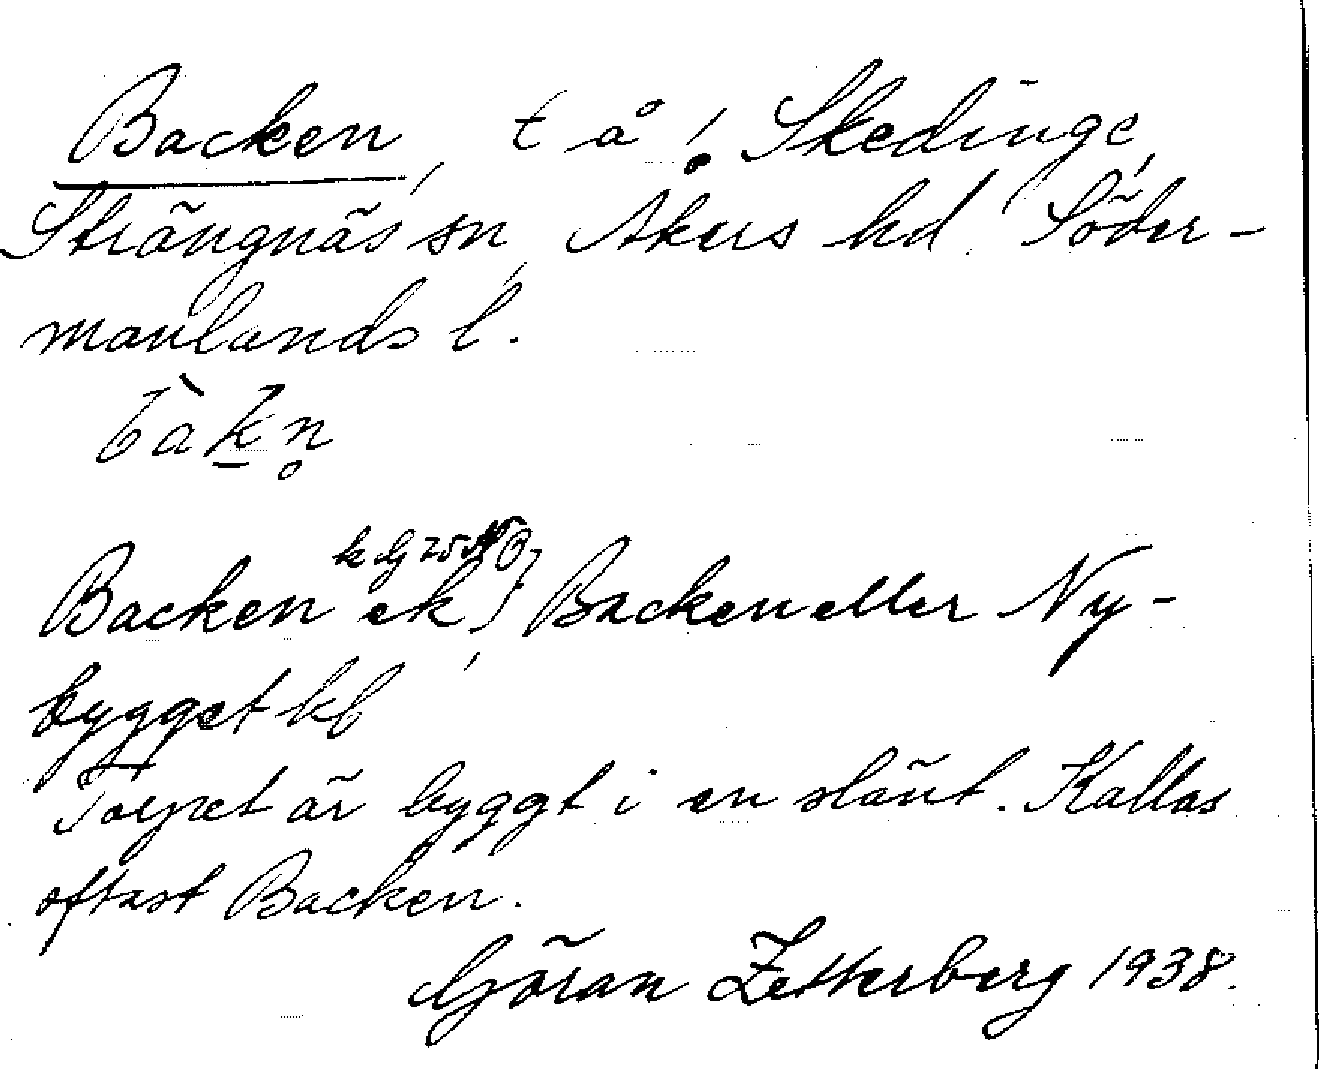 Backen, t å ! Skedinge,
Strängnäs sn, Åkers hd Söder-
manlands l.
bàkn̥
Backen ek, Backen eller Ny-
bygget kb
Torpet är byggt i en slänt. Kallas
oftast Backen.
Göran Zetterberg 1938.